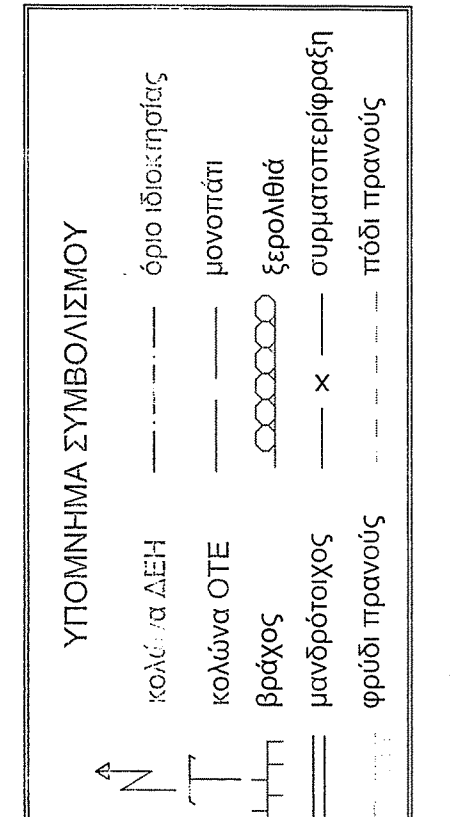 ΥΠΟΜΝΗΜΑ ΣΥΜΒΟΛΙΣΜΟΥ
κολώνα ΔΕΗ όριο ιδιοκτησίας
κολώνα ΟΤΕ μονοπάτι
βράχος ξερολιθιά
μανδρότοιχος συρματοπερίφραξη
φρύδι πρανούς πόδι πρανούς